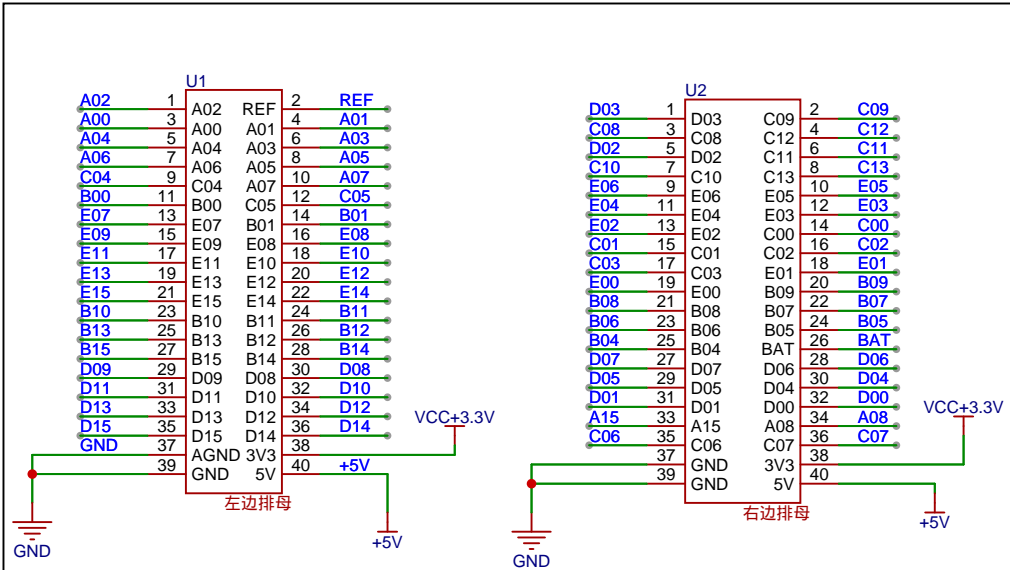 U1
A02 1 A02 REF 2 REF
A00 3 A00 A01 4 A01
A04 5 A04 A03 6 A03
A06 7 A06 A05 8 A05
C04 9 C04 A07 10 A07
B00 11 B00 C05 12 C05
E07 13 E07 B01 14 B01
E09 15 E09 E08 16 E08
E11 17 E11 E10 18 E10
E13 19 E13 E12 20 E12
E15 21 E15 E14 22 E14
B10 23 B10 B11 24 B11
B13 25 B13 B12 26 B12
B15 27 B15 B14 28 B14
D09 29 D09 D08 30 D08
D11 31 D11 D10 32 D10
D13 33 D13 D12 34 D12
D15 35 D15 D14 36 D14
GND 37 AGND 3V3 38 VCC+3.3V
39 GND 5V 40 +5V
左边排母
GND
+5V
U2
D03 1 D03 C09 2 C09
C08 3 C08 C12 4 C12
D02 5 D02 C11 6 C11
C10 7 C10 C13 8 C13
E06 9 E06 E05 10 E05
E04 11 E04 E03 12 E03
E02 13 E02 C00 14 C00
C01 15 C01 C02 16 C02
C03 17 C03 E01 18 E01
E00 19 E00 B09 20 B09
B08 21 B08 B07 22 B07
B06 23 B06 B05 24 B05
B04 25 B04 BAT 26 BAT
D07 27 D07 D06 28 D06
D05 29 D05 D04 30 D04
D01 31 D01 D00 32 D00
A15 33 A15 A08 34 A08
C06 35 C06 C07 36 C07
37 GND 3V3 38 VCC+3.3V
39 GND 5V 40
右边排母
GND
+5V